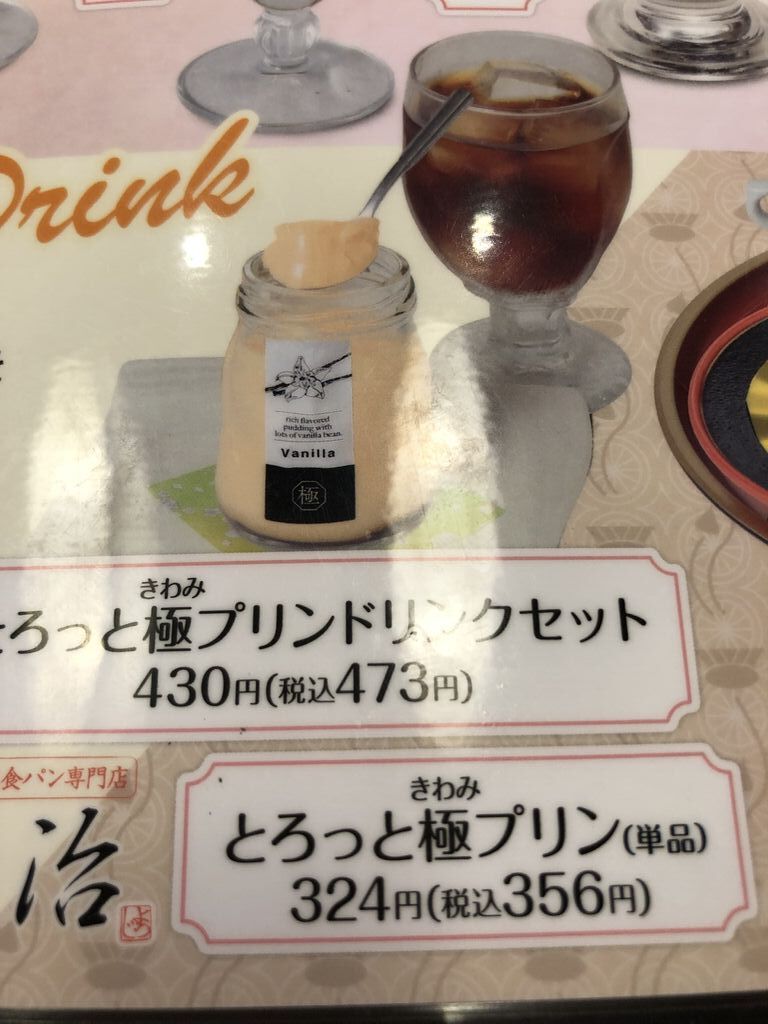 Drink
rich flavored
pudding with
lots of vanilla bean.
Vanilla
極
きわみ
とろっと極プリンドリンクセット
430円(税込473円)
食パン専門店
治
きわみ
とろっと極プリン(単品)
324円(税込356円)